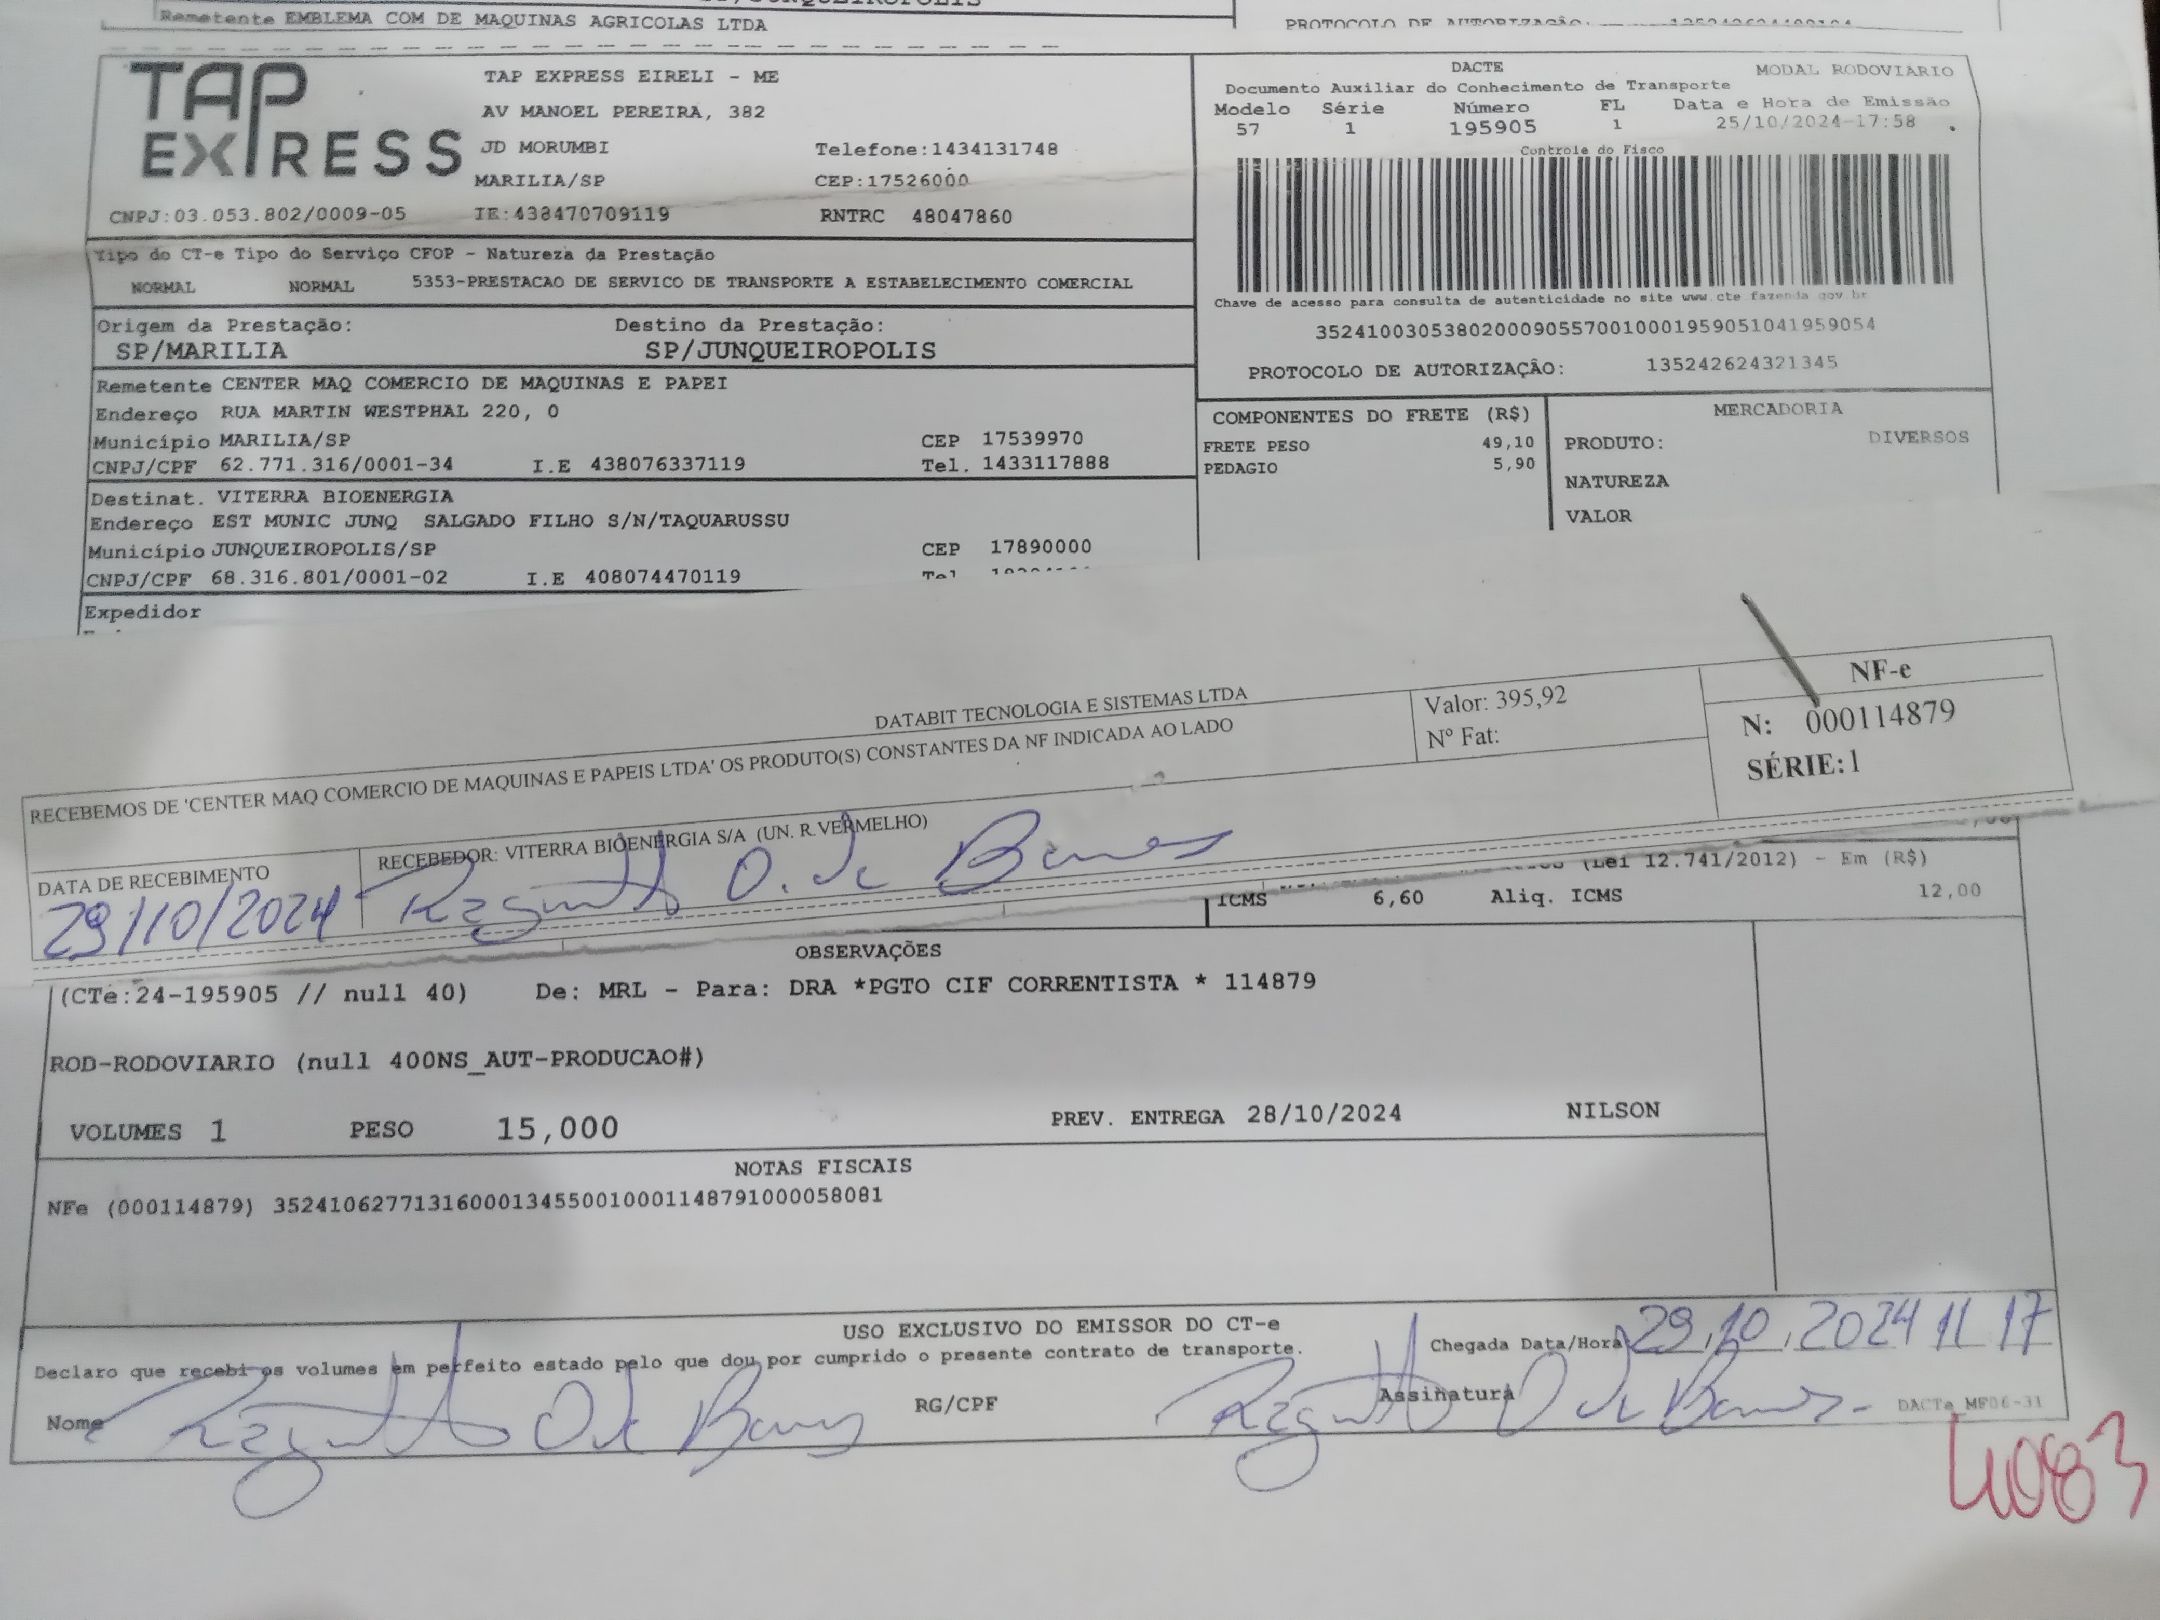 Remetente EMBLEMA COM DE MAQUINAS AGRICOLAS LTDA
PROTOCOLO DE AUTORIZAÇÃO:
TAP EXPRESS
TAP EXPRESS EIRELI - ME
AV MANOEL PEREIRA, 382
JD MORUMBI Telefone:1434131748
MARILIA/SP CEP:17526000
CNPJ:03.053.802/0009-05 IE:438470709119 RNTRC 48047860
DACTE MODAL RODOVIÁRIO
Documento Auxiliar do Conhecimento de Transporte
Modelo Série Número FL Data e Hora de Emissão
57 1 195905 1 25/10/2024-17:58
Controle do Fisco
Chave de acesso para consulta de autenticidade no site www.cte.fazenda.gov.br
35241003053802000905570010001959051041959054
PROTOCOLO DE AUTORIZAÇÃO: 135242624321345
Tipo do CT-e Tipo do Serviço CFOP - Natureza da Prestação
NORMAL NORMAL 5353-PRESTACAO DE SERVICO DE TRANSPORTE A ESTABELECIMENTO COMERCIAL
Origem da Prestação: Destino da Prestação:
SP/MARILIA SP/JUNQUEIROPOLIS
Remetente CENTER MAQ COMERCIO DE MAQUINAS E PAPEI
Endereço RUA MARTIN WESTPHAL 220, 0
Município MARILIA/SP CEP 17539970
CNPJ/CPF 62.771.316/0001-34 I.E 438076337119 Tel. 1433117888
Destinat. VITERRA BIOENERGIA
Endereço EST MUNIC JUNQ SALGADO FILHO S/N/TAQUARUSSU
Município JUNQUEIROPOLIS/SP CEP 17890000
CNPJ/CPF 68.316.801/0001-02 I.E 408074470119 Tel
Expedidor
COMPONENTES DO FRETE (R$)
FRETE PESO 49,10
PEDAGIO 5,90
MERCADORIA
PRODUTO: DIVERSOS
NATUREZA
VALOR
DATABIT TECNOLOGIA E SISTEMAS LTDA
RECEBEMOS DE 'CENTER MAQ COMERCIO DE MAQUINAS E PAPEIS LTDA' OS PRODUTO(S) CONSTANTES DA NF INDICADA AO LADO
Valor: 395,92
Nº Fat:
NF-e
N: 000114879
SÉRIE:1
DATA DE RECEBIMENTO
29/10/2024
RECEBEDOR: VITERRA BIOENERGIA S/A (UN. R.VERMELHO)
(Lei 12.741/2012) - Em (R$)
ICMS 6,60 Aliq. ICMS 12,00
OBSERVAÇÕES
(CTe:24-195905 // null 40) De: MRL - Para: DRA *PGTO CIF CORRENTISTA * 114879
ROD-RODOVIARIO (null 400NS_AUT-PRODUCAO#)
VOLUMES 1 PESO 15,000 PREV. ENTREGA 28/10/2024 NILSON
NOTAS FISCAIS
NFe (000114879) 35241062771316000134550010001148791000058081
USO EXCLUSIVO DO EMISSOR DO CT-e
Declaro que recebi os volumes em perfeito estado pelo que dou por cumprido o presente contrato de transporte.
Chegada Data/Hora 29,10,2024 11 17
Nome RG/CPF Assinatura
DACTe MF06-31
4083